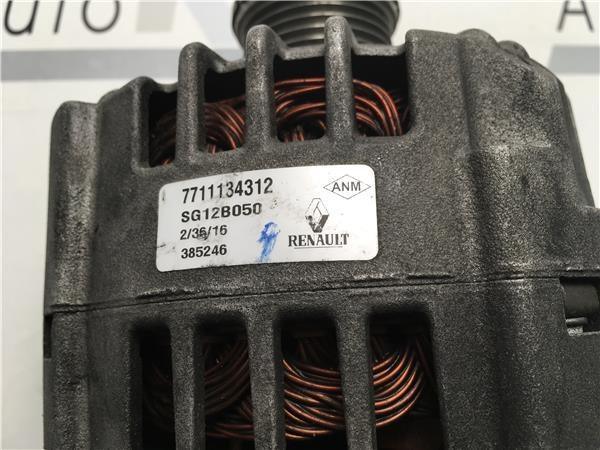 7711134312
ANM
SG12B050
2/36/16
RENAULT
385246